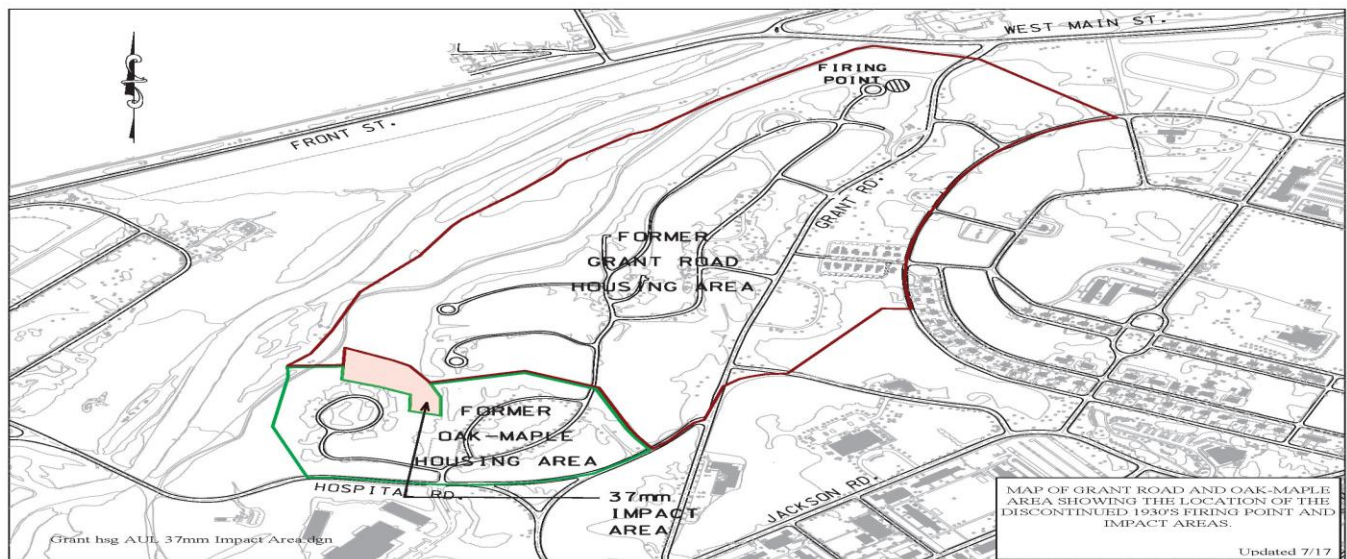 WEST MAIN ST.
FIRING
POINT
FRONT ST.
GRANT RD.
FORMER
GRANT ROAD
HOUSING AREA
FORMER
OAK-MAPLE
HOUSING AREA
HOSPITAL RD.
37mm
IMPACT
AREA
JACKSON RD.
MAP OF GRANT ROAD AND OAK-MAPLE
AREA SHOWING THE LOCATION OF THE
DISCONTINUED 1930'S FIRING POINT AND
IMPACT AREAS.
Updated 7/17
Grant hsg AUL 37mm Impact Area.dgn